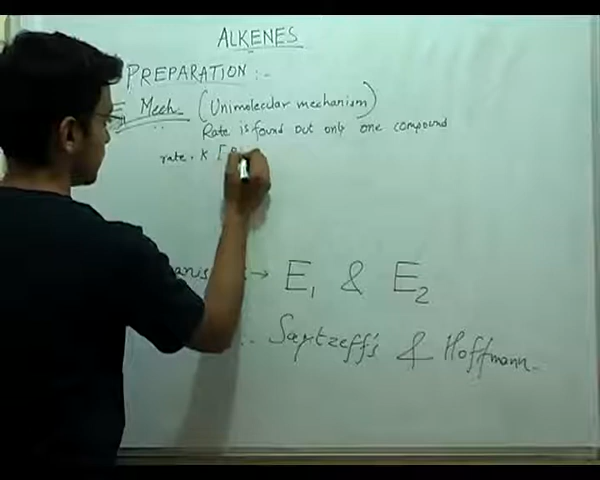 ALKENES
PREPARATION :-
Mech. (Unimolecular mechanism)
Rate is found out only one compound
rate = K [
→ E1 & E2
Saytzeff's & Hoffmann.